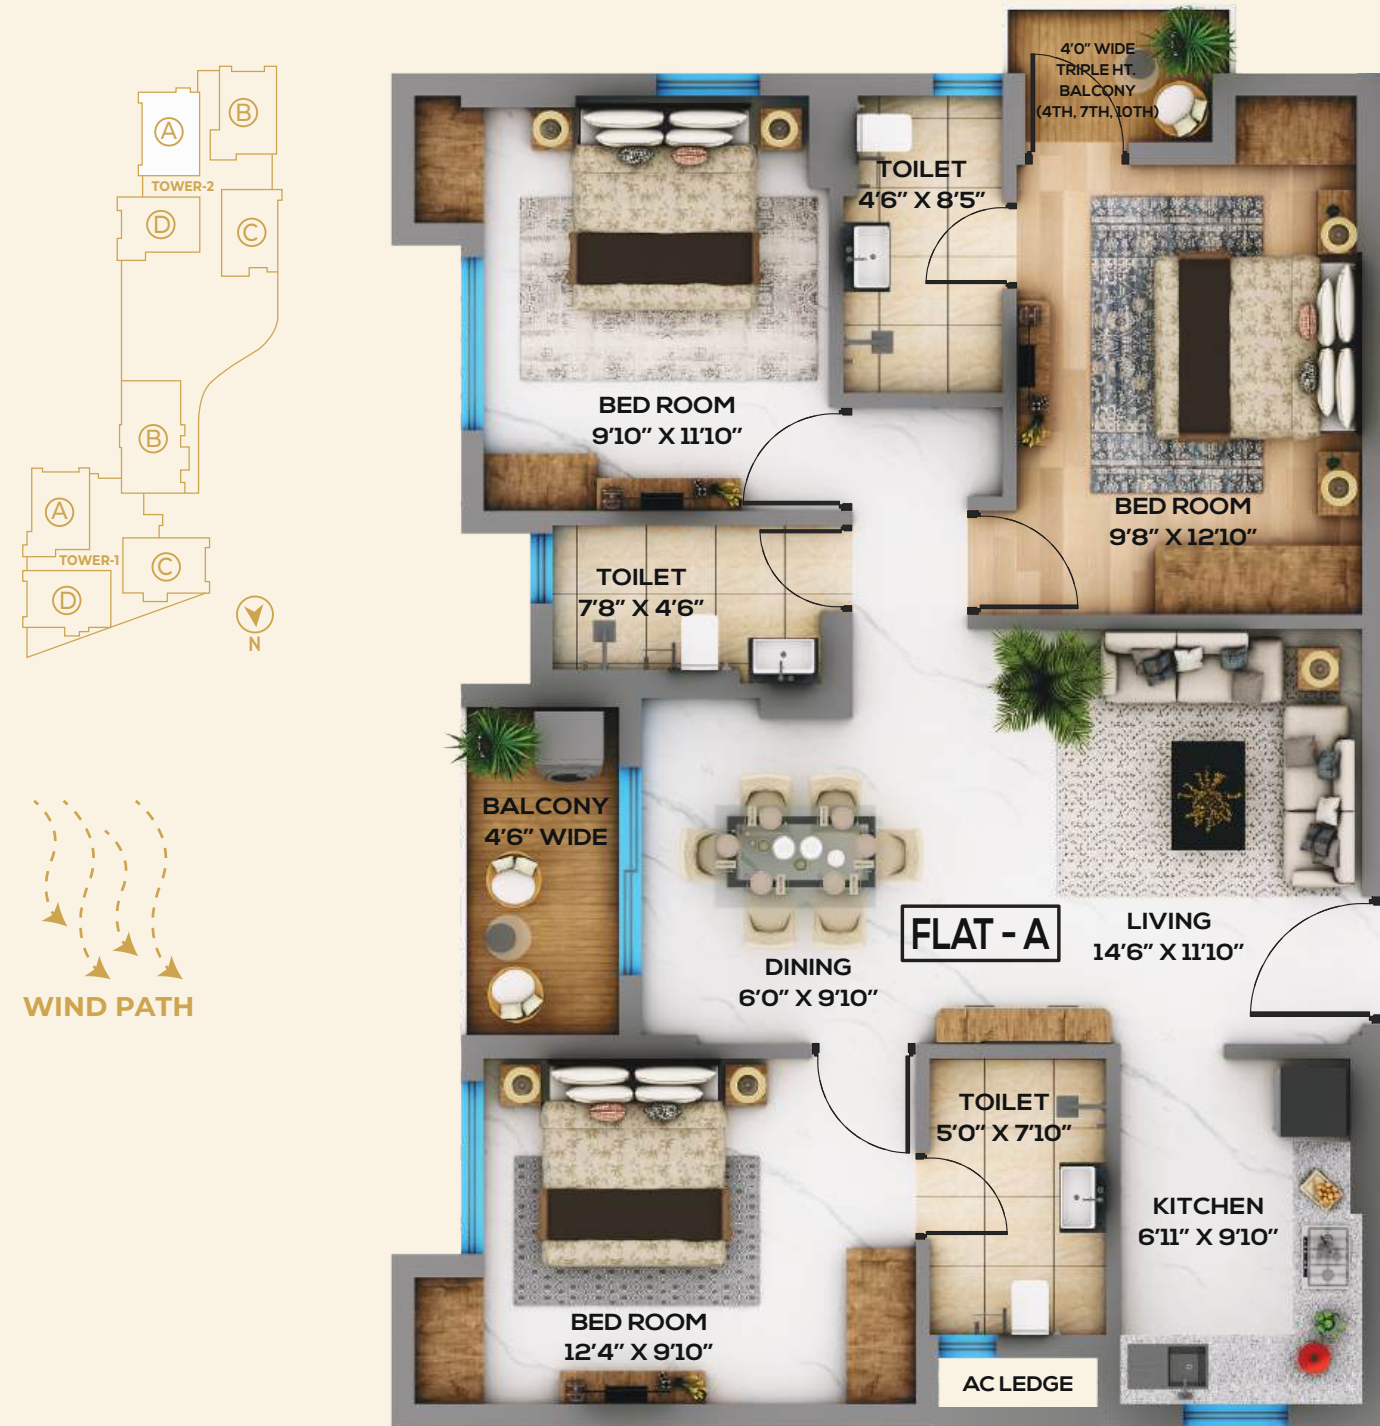 A
B
TOWER-2
D
C
B
A
TOWER-1
C
D
N
WIND PATH
4'0" WIDE
TRIPLE HT.
BALCONY
(4TH, 7TH, 10TH)
TOILET
4'6" X 8'5"
BED ROOM
9'10" X 11'10"
BED ROOM
9'8" X 12'10"
TOILET
7'8" X 4'6"
BALCONY
4'6" WIDE
FLAT - A
LIVING
14'6" X 11'10"
DINING
6'0" X 9'10"
TOILET
5'0" X 7'10"
KITCHEN
6'11" X 9'10"
BED ROOM
12'4" X 9'10"
AC LEDGE